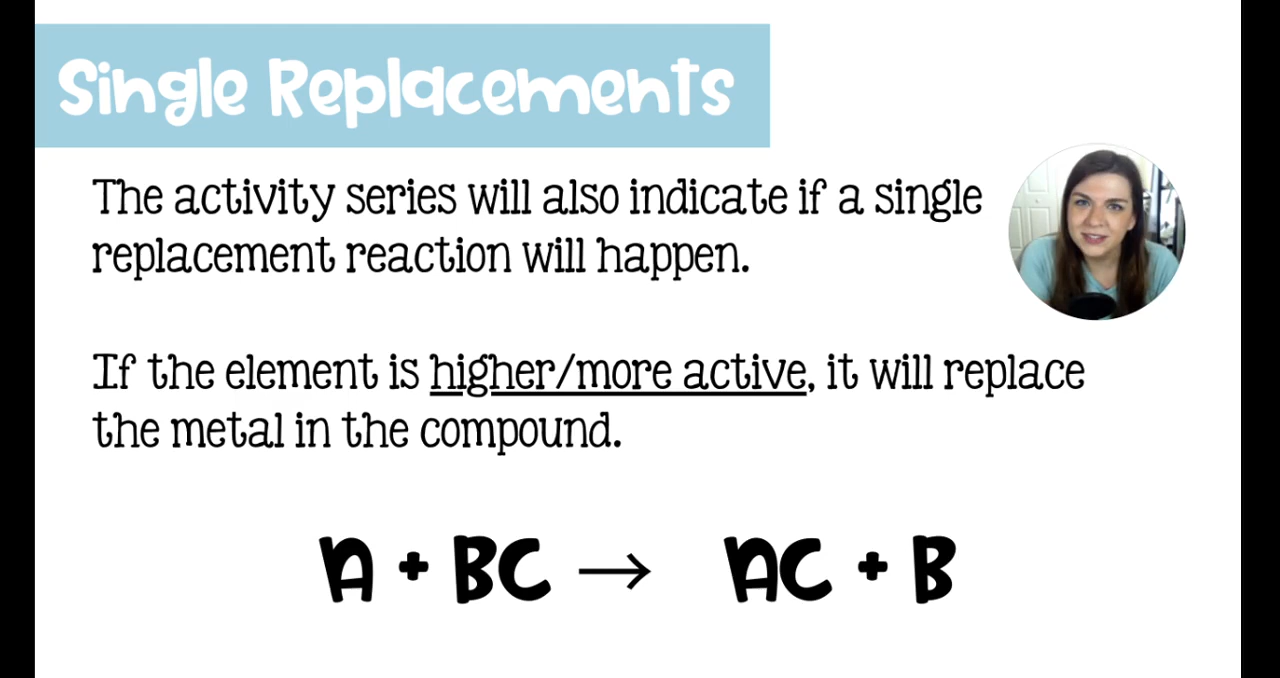 Single Replacements
The activity series will also indicate if a single
replacement reaction will happen.
If the element is higher/more active, it will replace
the metal in the compound.
A + BC → AC + B